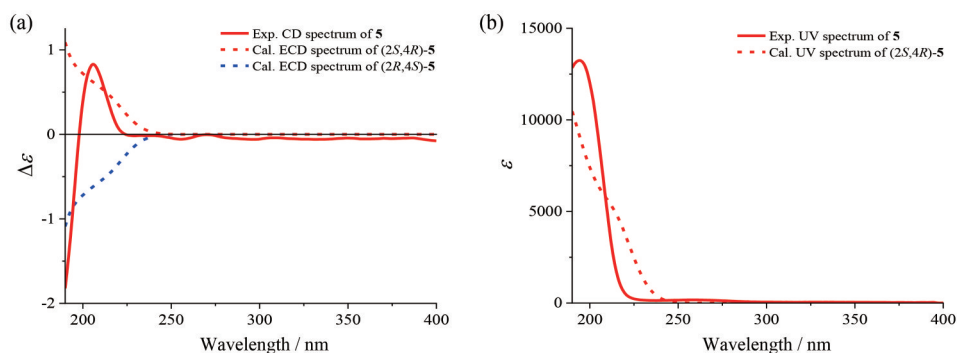 (a)
Exp. CD spectrum of 5
Cal. ECD spectrum of (2S,4R)-5
Cal. ECD spectrum of (2R,4S)-5
1
0
-1
-2
Δε
200 250 300 350 400
Wavelength / nm
(b)
Exp. UV spectrum of 5
Cal. UV spectrum of (2S,4R)-5
15000
10000
5000
0
ε
200 250 300 350 400
Wavelength / nm